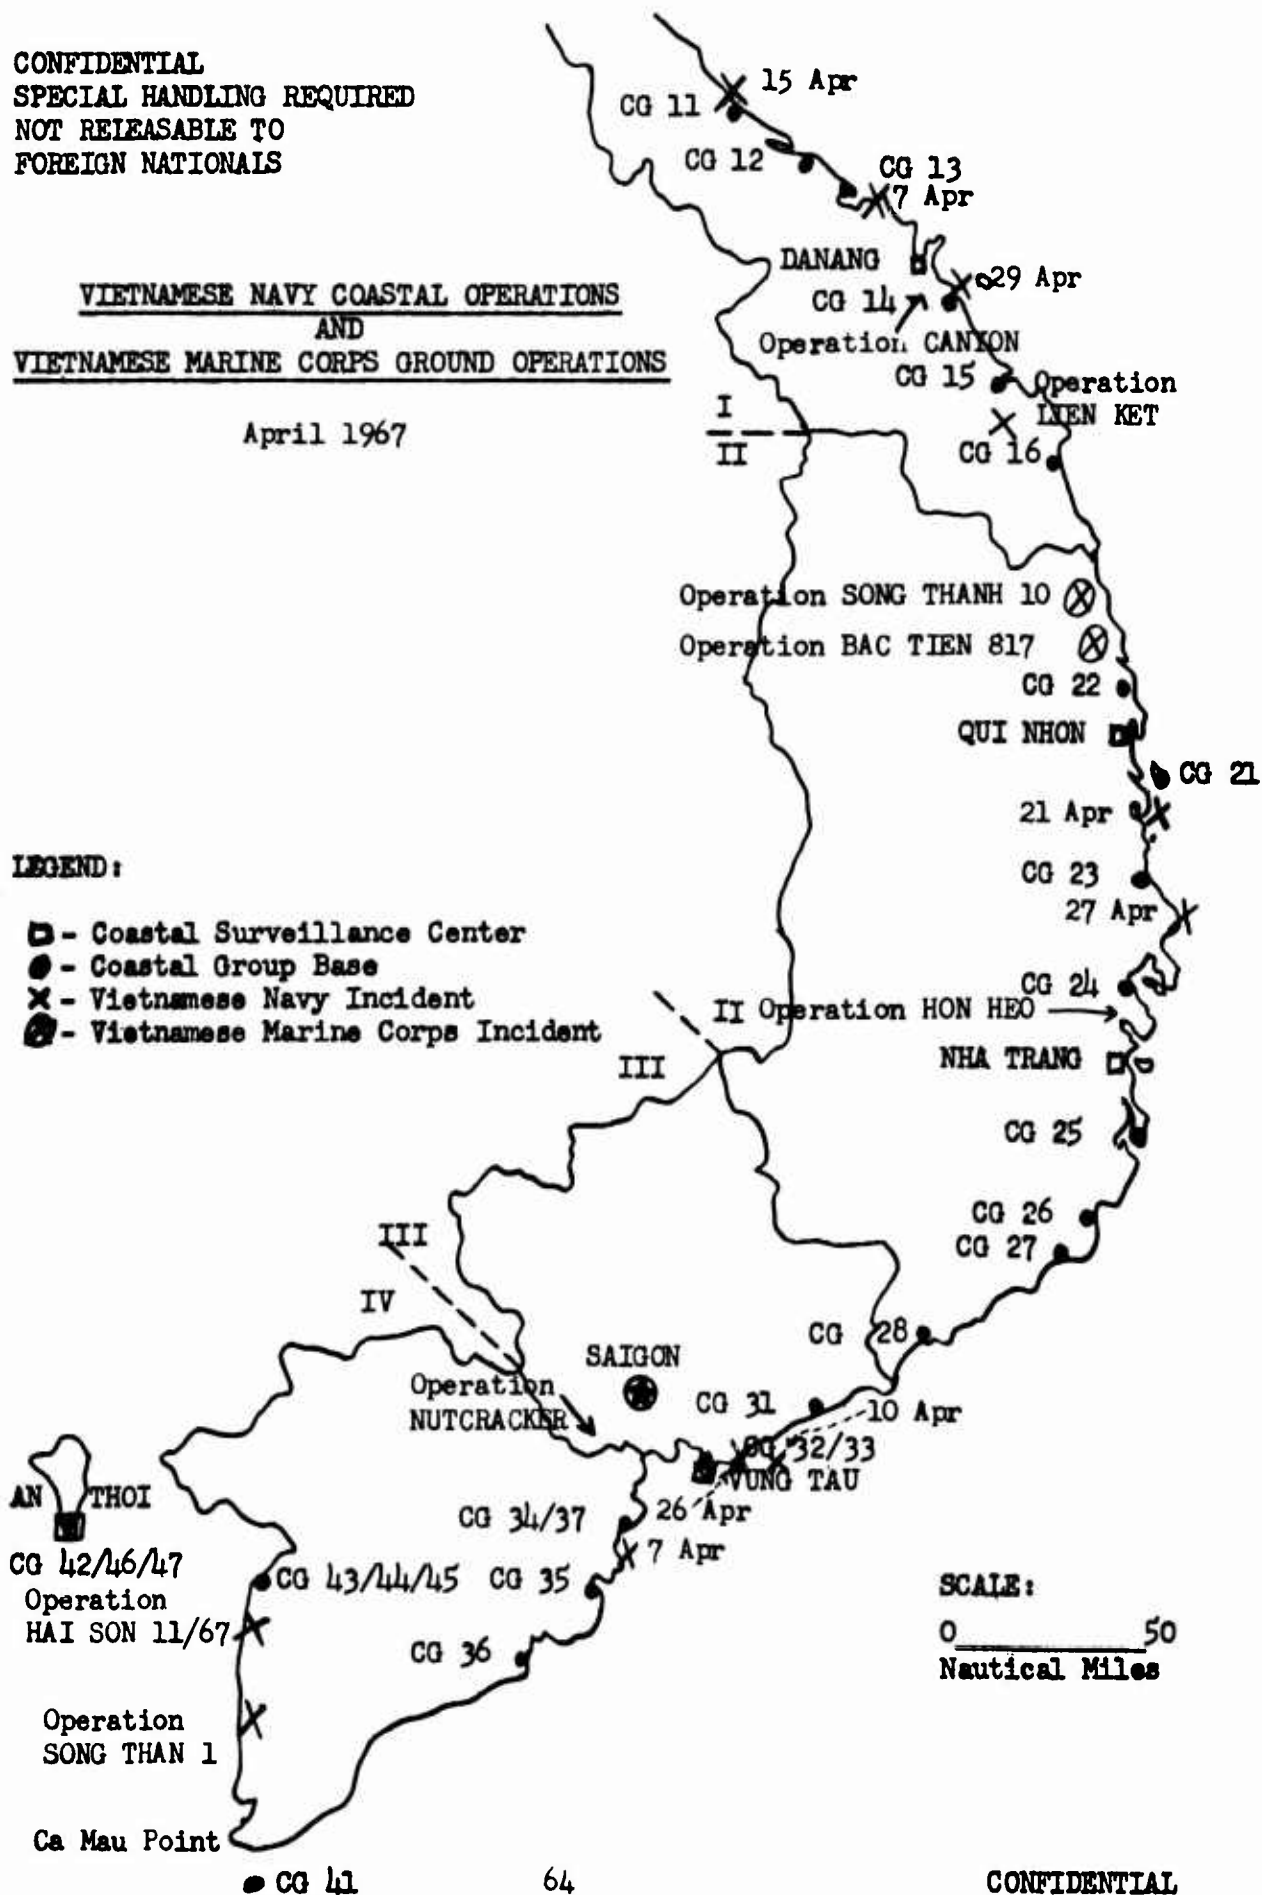 CONFIDENTIAL
SPECIAL HANDLING REQUIRED
NOT RELEASABLE TO
FOREIGN NATIONALS
VIETNAMESE NAVY COASTAL OPERATIONS
AND
VIETNAMESE MARINE CORPS GROUND OPERATIONS
April 1967
15 Apr
CG 11
CG 12
CG 13
7 Apr
DANANG
29 Apr
CG 14
Operation CANYON
CG 15
Operation
LIEN KET
I
II
CG 16
Operation SONG THANH 10
Operation BAC TIEN 817
CG 22
QUI NHON
CG 21
21 Apr
CG 23
27 Apr
LEGEND:
- Coastal Surveillance Center
- Coastal Group Base
- Vietnamese Navy Incident
- Vietnamese Marine Corps Incident
CG 24
II
Operation HON HEO
III
NHA TRANG
CG 25
CG 26
CG 27
III
IV
CG 28
SAIGON
Operation
NUTCRACKER
CG 31
10 Apr
CG 32/33
VUNG TAU
26 Apr
AN THOI
CG 34/37
7 Apr
CG 42/46/47
CG 43/44/45
CG 35
Operation
HAI SON 11/67
CG 36
SCALE:
0 50
Nautical Miles
Operation
SONG THAN 1
Ca Mau Point
CG 41
64
CONFIDENTIAL